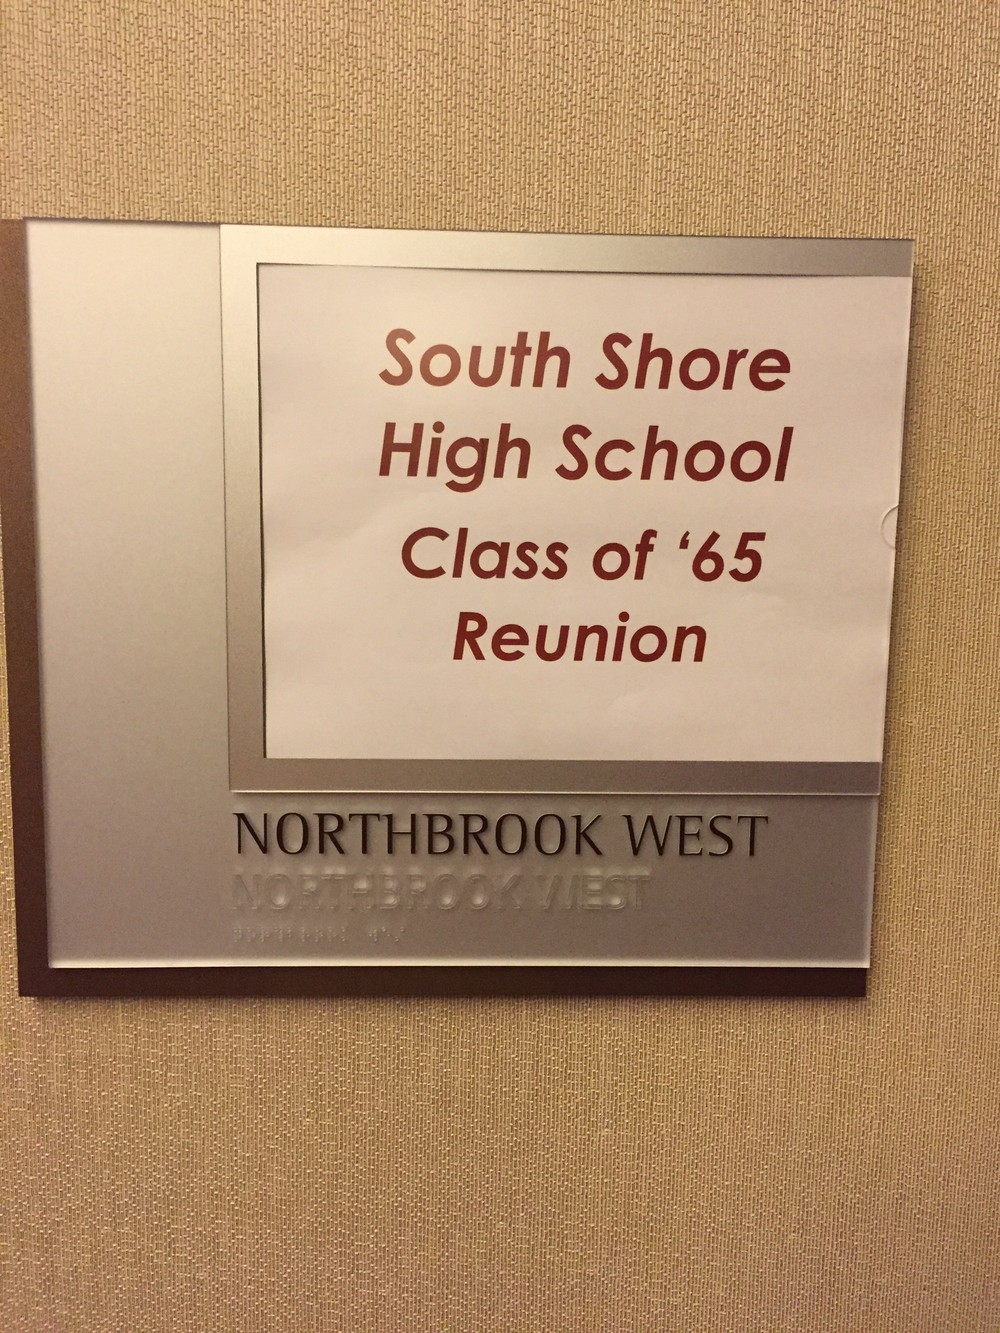 South Shore
High School
Class of ‘65
Reunion
NORTHBROOK WEST
NORTHBROOK WEST